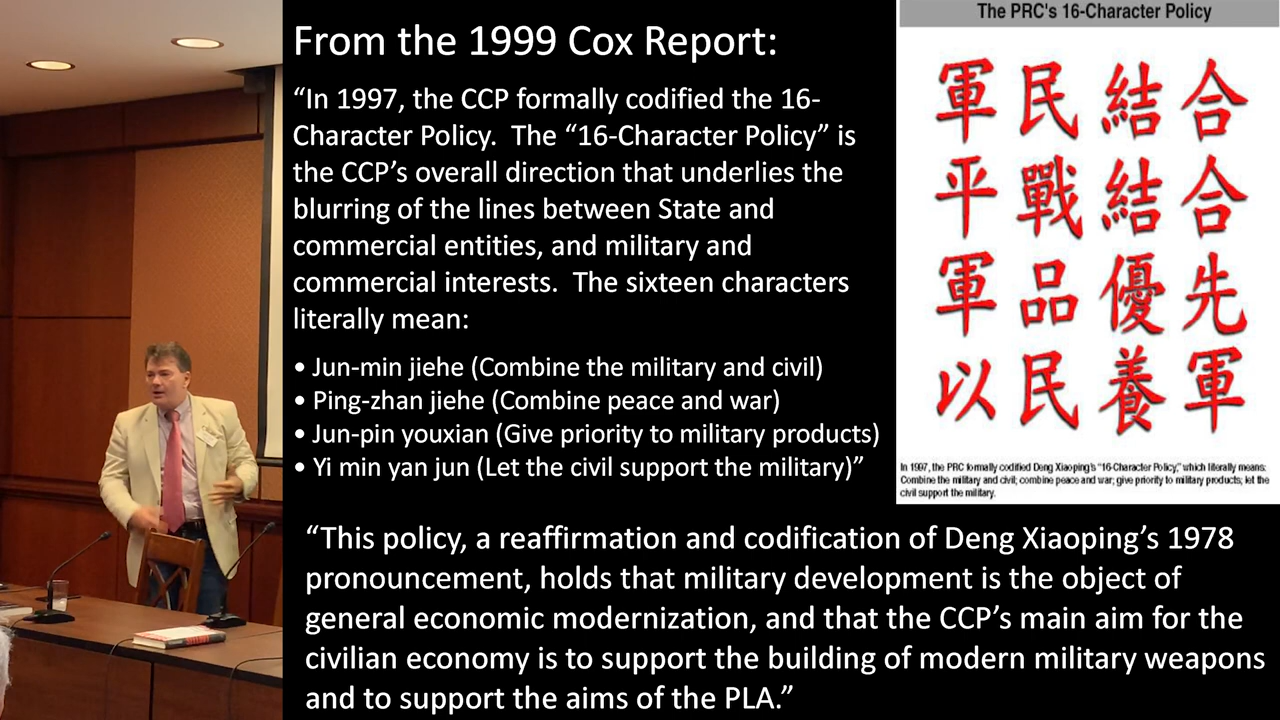 From the 1999 Cox Report:
“In 1997, the CCP formally codified the 16-
Character Policy.  The “16-Character Policy” is
the CCP’s overall direction that underlies the
blurring of the lines between State and
commercial entities, and military and
commercial interests.  The sixteen characters
literally mean:
• Jun-min jiehe (Combine the military and civil)
• Ping-zhan jiehe (Combine peace and war)
• Jun-pin youxian (Give priority to military products)
• Yi min yan jun (Let the civil support the military)”
The PRC's 16-Character Policy
軍民結合
平戰結合
軍品優先
以民養軍
In 1997, the PRC formally codified Deng Xiaoping's "16-Character Policy," which literally means:
Combine the military and civil; combine peace and war; give priority to military products; let the
civil support the military.
“This policy, a reaffirmation and codification of Deng Xiaoping’s 1978
pronouncement, holds that military development is the object of
general economic modernization, and that the CCP’s main aim for the
civilian economy is to support the building of modern military weapons
and to support the aims of the PLA.”